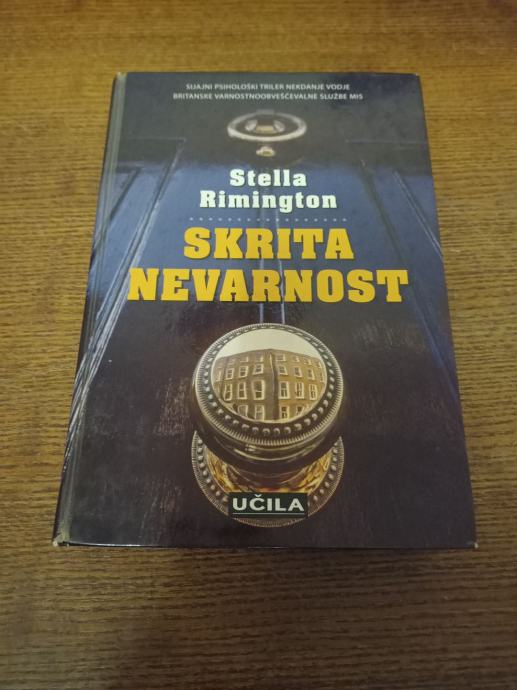 SIJAJNI PSIHOLOŠKI TRILER NEKDANJE VODJE
BRITANSKE VARNOSTNOOBVEŠČEVALNE SLUŽBE MI5
Stella
Rimington
SKRITA
NEVARNOST
UČILA